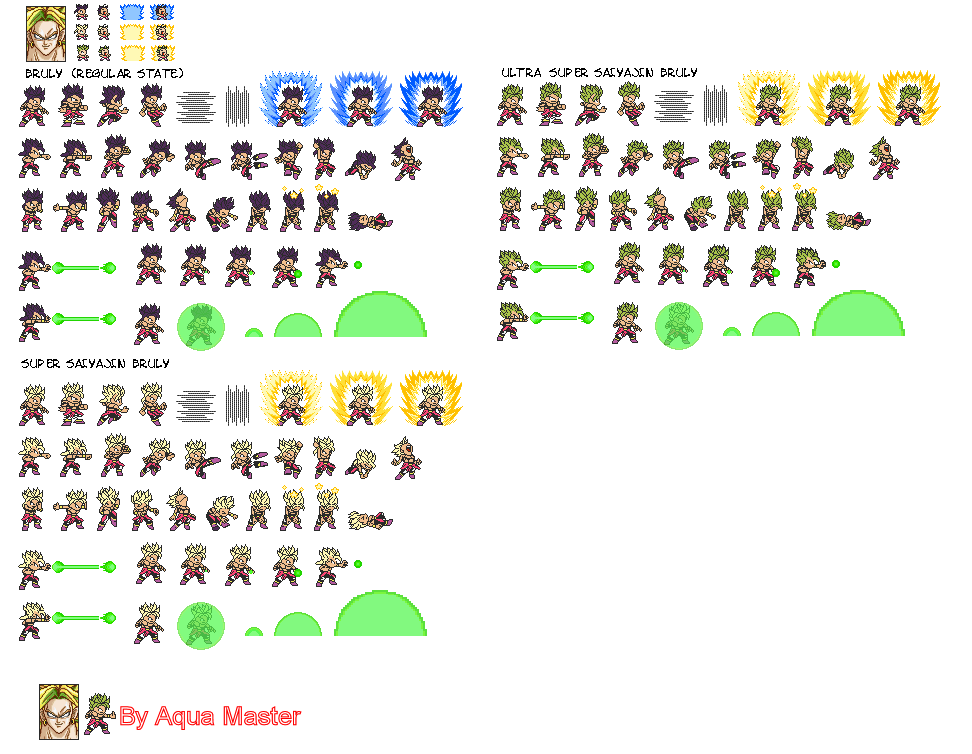 BRULY (REGULAR STATE)
ULTRA SUPER SAIYAJIN BRULY
SUPER SAIYAJIN BRULY
By Aqua Master